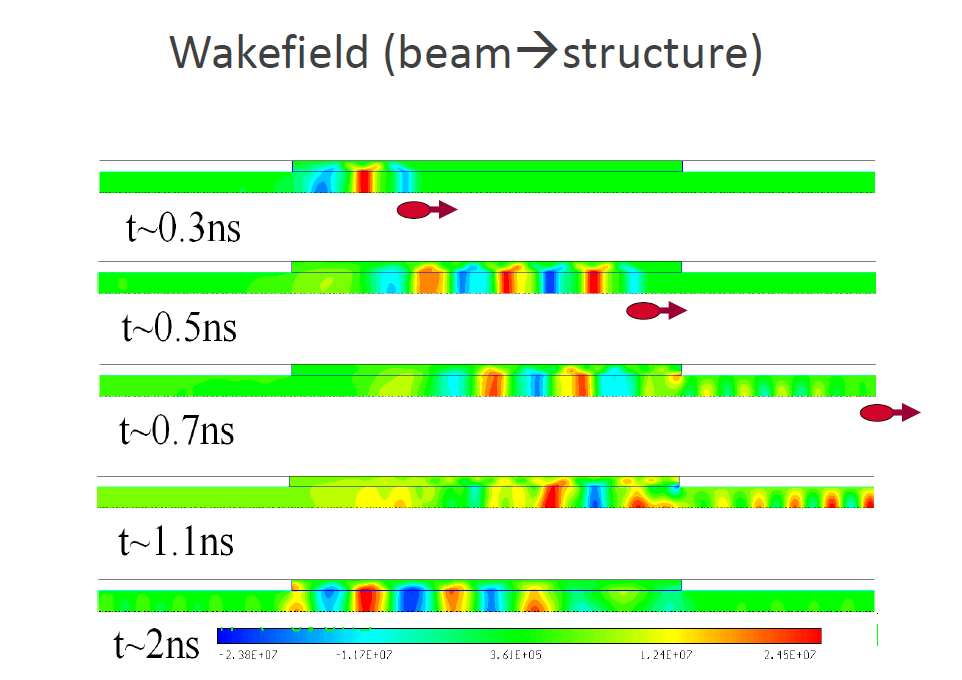 Wakefield (beam→structure)
t~0.3ns
t~0.5ns
t~0.7ns
t~1.1ns
t~2ns
-2.38E+07 -1.17E+07 3.61E+05 1.24E+07 2.45E+07